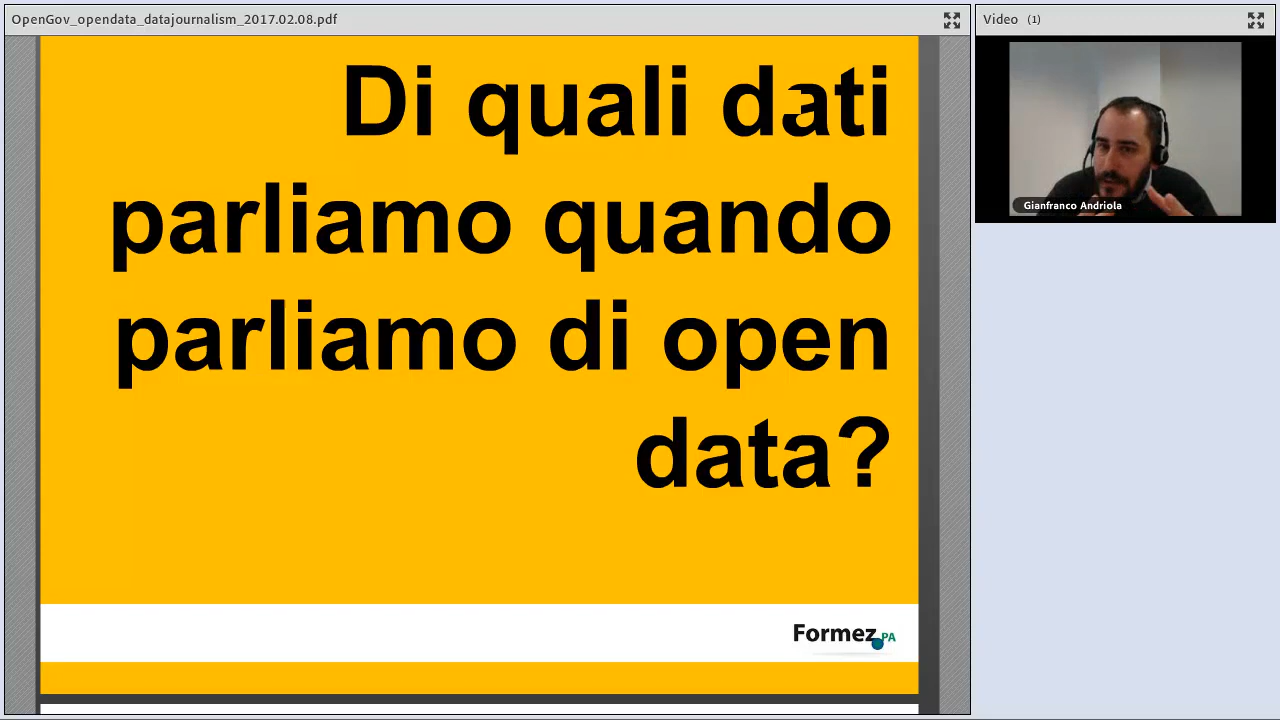 OpenGov_opendata_datajournalism_2017.02.08.pdf
Video (1)
Di quali dati
parliamo quando
parliamo di open
data?
Gianfranco Andriola
Formez PA